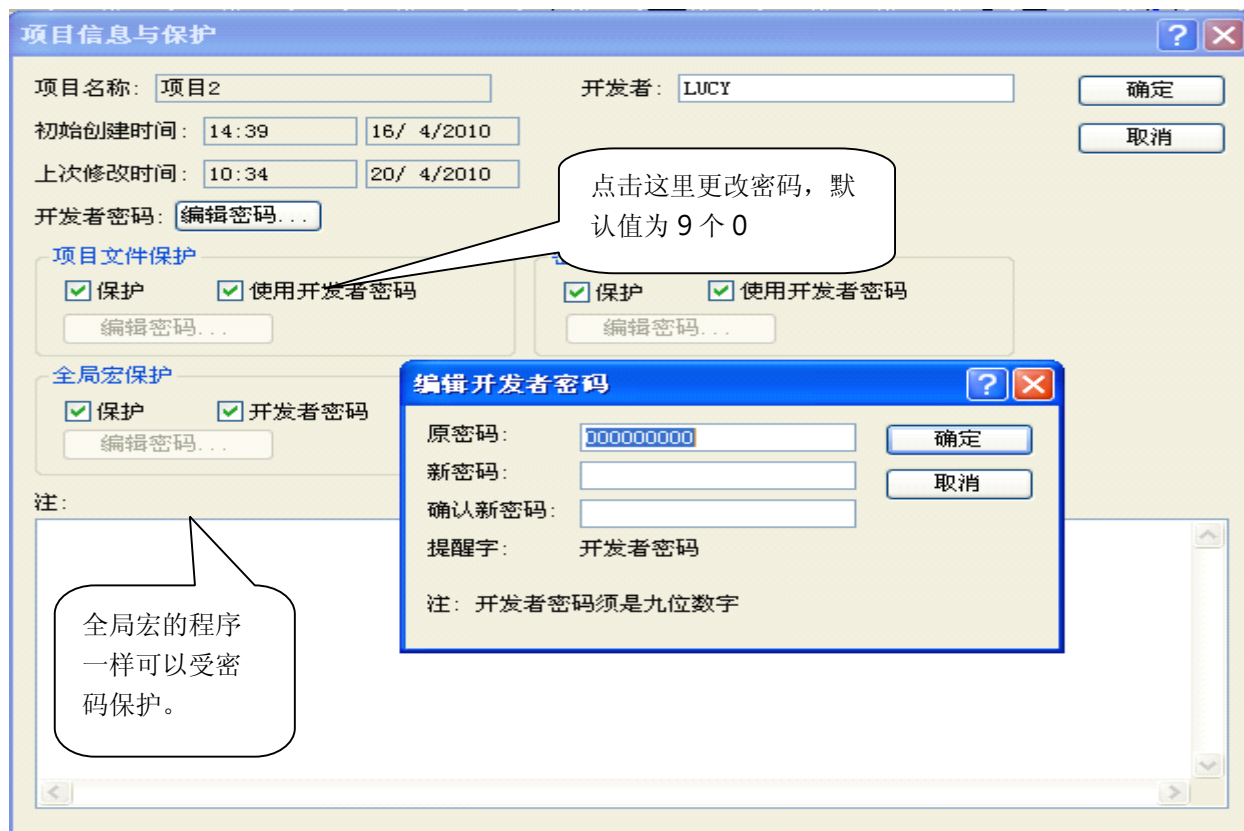 项目信息与保护
项目名称: 项目2
开发者: LUCY
确定
初始创建时间: 14:39 16/ 4/2010
取消
上次修改时间: 10:34 20/ 4/2010
点击这里更改密码，默
认值为 9 个 0
开发者密码: 编辑密码...
项目文件保护
保护 使用开发者密码
保护 使用开发者密码
编辑密码...
编辑密码...
全局宏保护
保护 开发者密码
编辑密码...
编辑开发者密码
原密码: 000000000
确定
新密码:
取消
确认新密码:
提醒字: 开发者密码
注: 开发者密码须是九位数字
注:
全局宏的程序
一样可以受密
码保护。